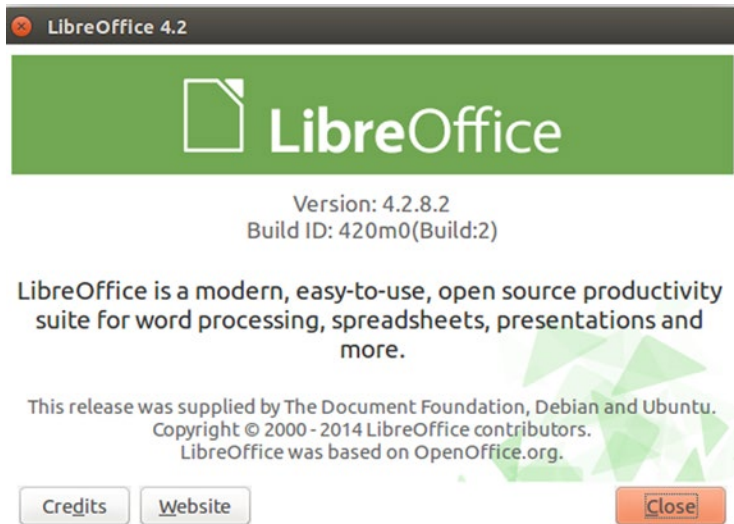 LibreOffice 4.2
LibreOffice
Version: 4.2.8.2
Build ID: 420m0(Build:2)
LibreOffice is a modern, easy-to-use, open source productivity
suite for word processing, spreadsheets, presentations and
more.
This release was supplied by The Document Foundation, Debian and Ubuntu.
Copyright © 2000 - 2014 LibreOffice contributors.
LibreOffice was based on OpenOffice.org.
Credits Website Close